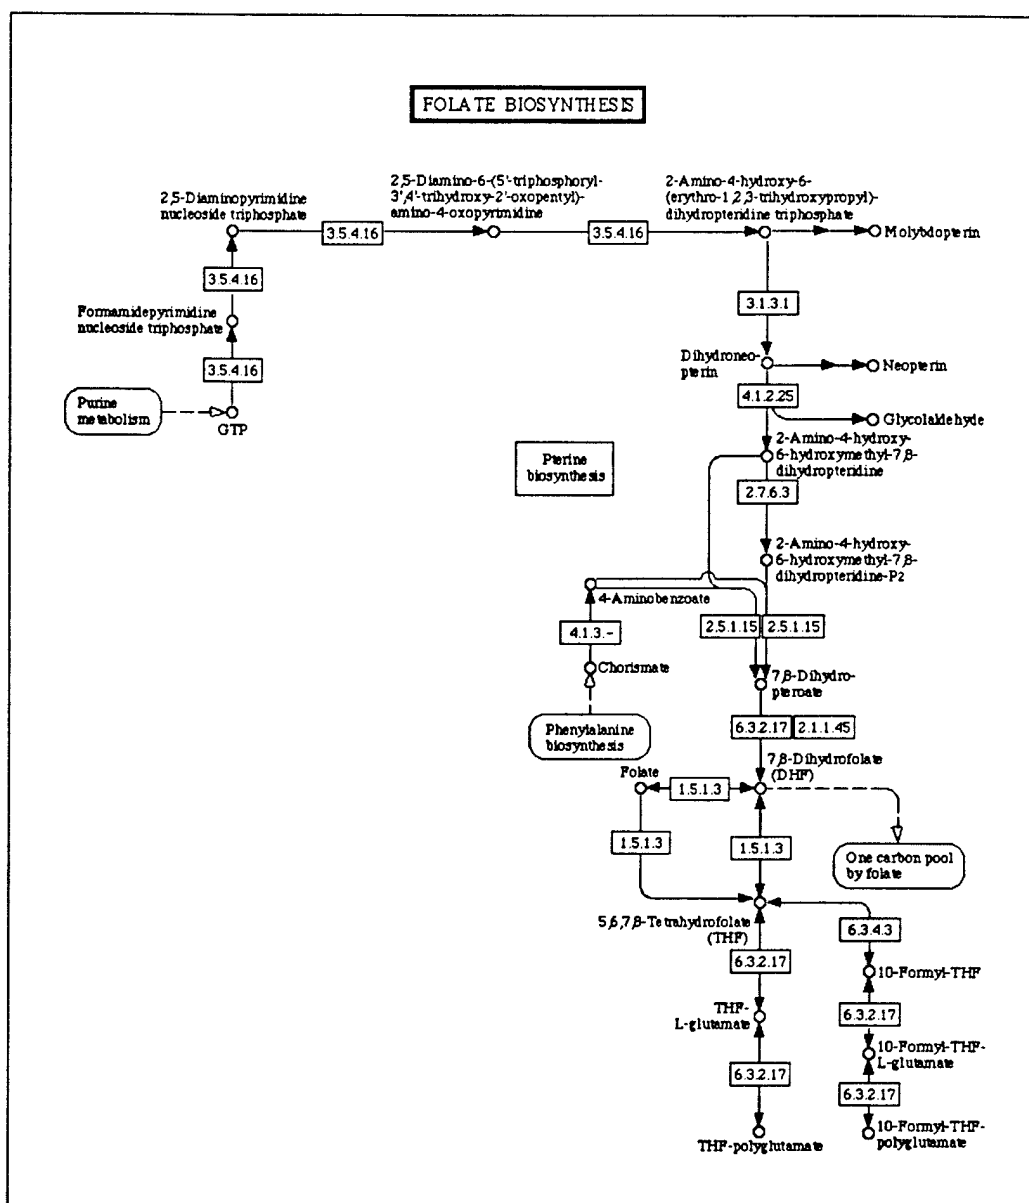 FOLATE BIOSYNTHESIS
2,5-Diaminopyrimidine
nucleoside triphosphate
2,5-Diamino-6-(5'-triphosphoryl-
3',4'-trihydroxy-2'-oxopentyl)-
amino-4-oxopyrimidine
2-Amino-4-hydroxy-6-
(erythro-1,2,3-trihydroxypropyl)-
dihydropteridine triphosphate
3.5.4.16
3.5.4.16
Molybdopterin
3.5.4.16
3.1.3.1
Formamidepyrimidine
nucleoside triphosphate
Dihydroneo-
pterin
Neopterin
3.5.4.16
Purine
metabolism
GTP
4.1.2.25
Glycolaldehyde
2-Amino-4-hydroxy-
6-hydroxymethyl-7,8-
dihydropteridine
Pterine
biosynthesis
2.7.6.3
2-Amino-4-hydroxy-
6-hydroxymethyl-7,8-
dihydropteridine-P2
4-Aminobenzoate
4.1.3.-
2.5.1.15
2.5.1.15
Chorismate
7,8-Dihydro-
pteroate
Phenylalanine
biosynthesis
6.3.2.17
2.1.1.45
7,8-Dihydrofolate
(DHF)
Folate
1.5.1.3
1.5.1.3
1.5.1.3
One carbon pool
by folate
5,6,7,8-Tetrahydrofolate
(THF)
6.3.4.3
6.3.2.17
10-Formyl-THF
THF-
L-glutamate
6.3.2.17
10-Formyl-THF-
L-glutamate
6.3.2.17
6.3.2.17
THF-polyglutamate
10-Formyl-THF-
polyglutamate